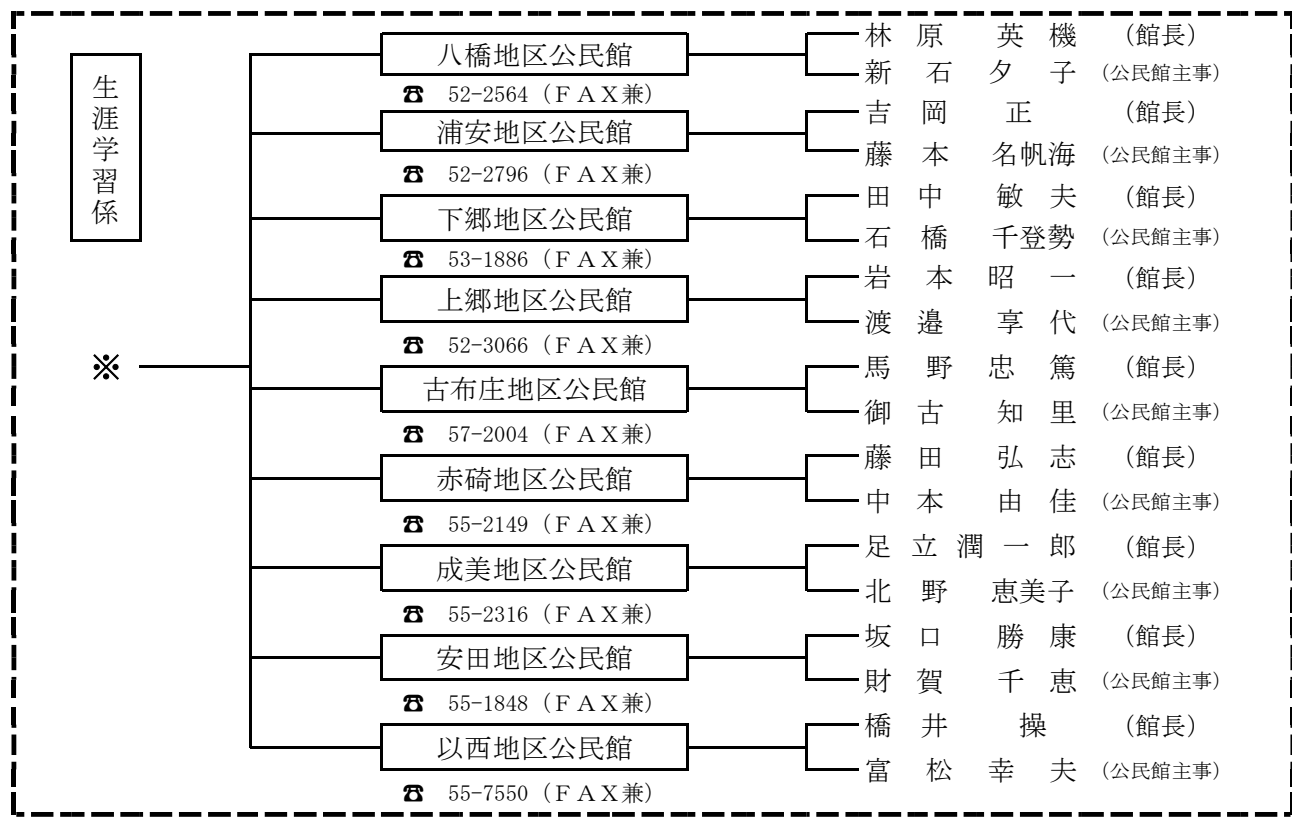 生涯学習係
※
八橋地区公民館
☎ 52-2564（ＦＡＸ兼）
林原 英機 （館長）
新石 夕子 （公民館主事）
浦安地区公民館
☎ 52-2796（ＦＡＸ兼）
吉岡 正 （館長）
藤本 名帆海 （公民館主事）
下郷地区公民館
☎ 53-1886（ＦＡＸ兼）
田中 敏夫 （館長）
石橋 千登勢 （公民館主事）
上郷地区公民館
☎ 52-3066（ＦＡＸ兼）
岩本 昭一 （館長）
渡邉 享代 （公民館主事）
古布庄地区公民館
☎ 57-2004（ＦＡＸ兼）
馬野 忠篤 （館長）
御古 知里 （公民館主事）
赤碕地区公民館
☎ 55-2149（ＦＡＸ兼）
藤田 弘志 （館長）
中本 由佳 （公民館主事）
成美地区公民館
☎ 55-2316（ＦＡＸ兼）
足立 潤一郎 （館長）
北野 恵美子 （公民館主事）
安田地区公民館
☎ 55-1848（ＦＡＸ兼）
坂口 勝康 （館長）
財賀 千恵 （公民館主事）
以西地区公民館
☎ 55-7550（ＦＡＸ兼）
橋井 操 （館長）
富松 幸夫 （公民館主事）